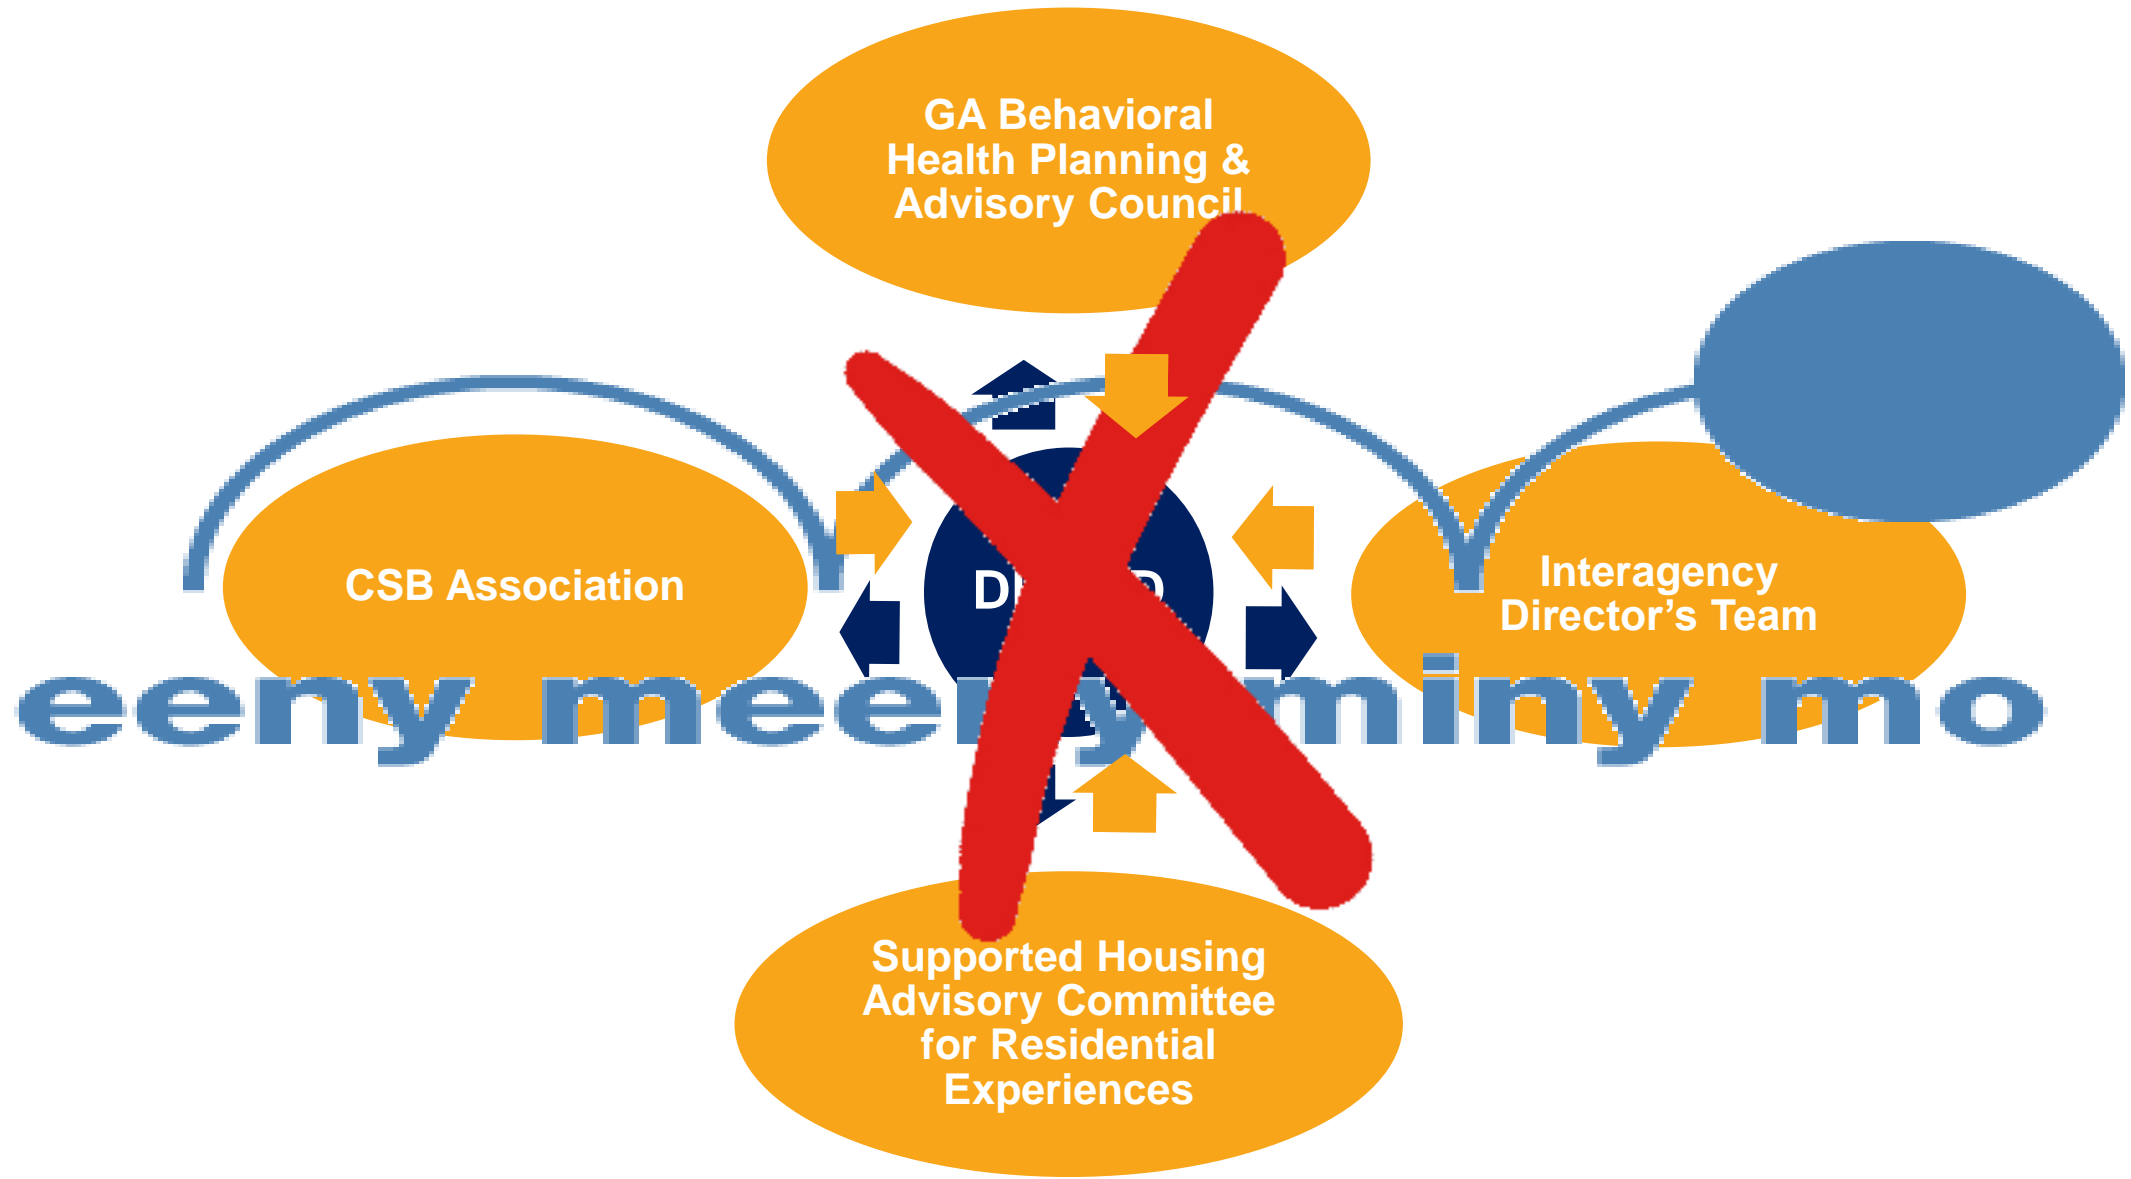 GA Behavioral
Health Planning &
Advisory Council
CSB Association
Interagency
Director’s Team
eeny meeny miny mo
Supported Housing
Advisory Committee
for Residential
Experiences